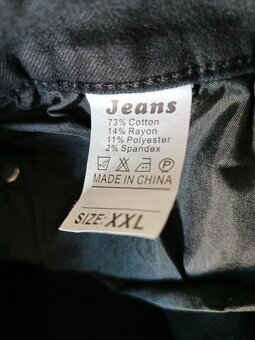 Jeans
73% Cotton
14% Rayon
11% Polyester
2% Spandex
MADE IN CHINA
SIZE: XXL